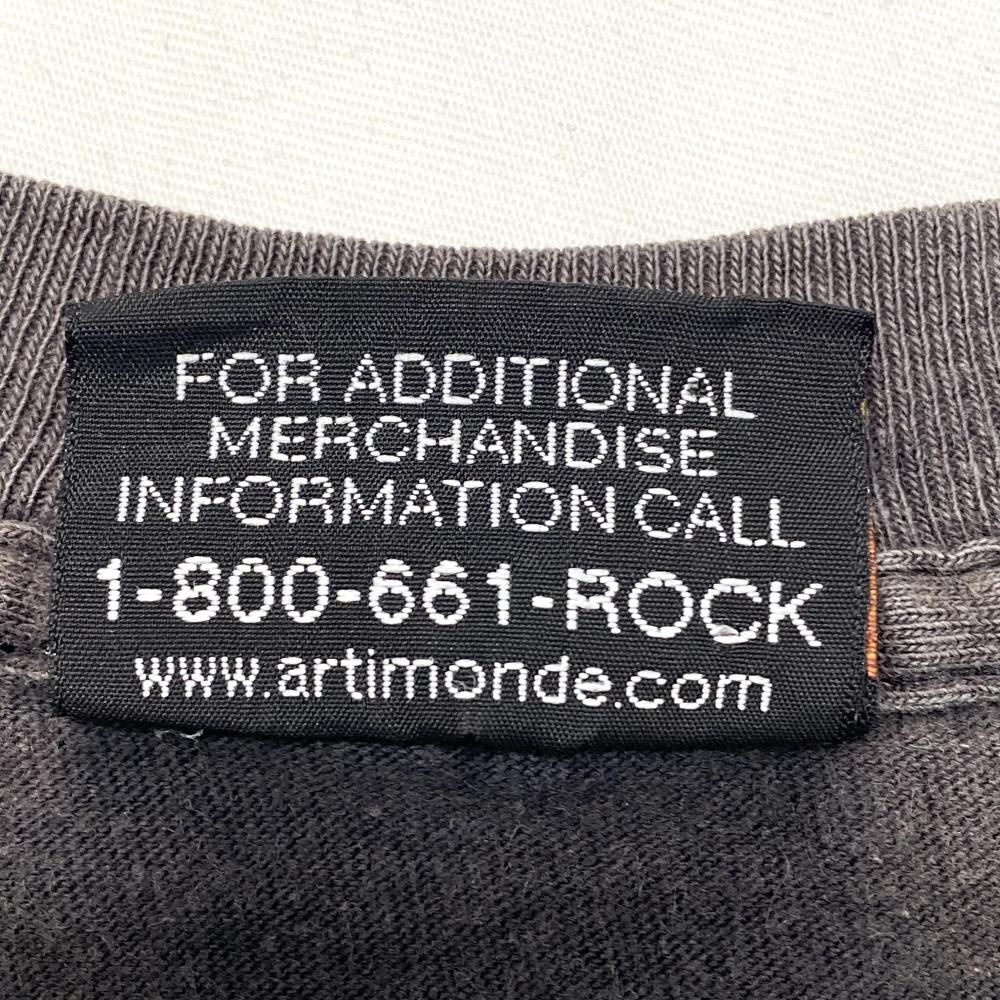 FOR ADDITIONAL
MERCHANDISE
INFORMATION CALL
1-800-661-ROCK
www.artimonde.com